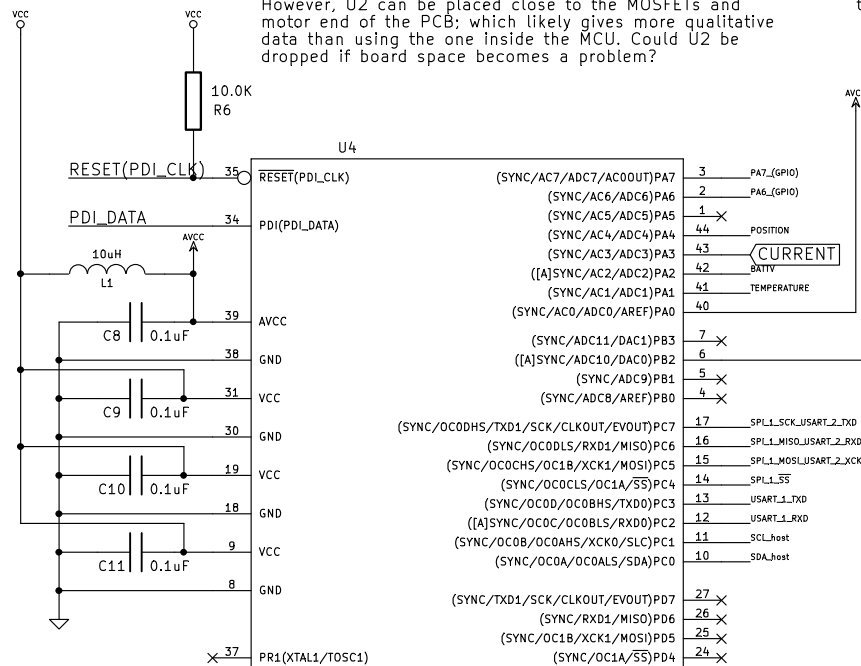 However, U2 can be placed close to the MOSFETs and
motor end of the PCB; which likely gives more qualitative
data than using the one inside the MCU. Could U2 be
dropped if board space becomes a problem?
VCC
VCC
AVC
10.0K
R6
U4
RESET(PDI_CLK)
35
RESET(PDI_CLK)
PDI_DATA
34
PDI(PDI_DATA)
AVCC
10uH
L1
39
AVCC
C8
0.1uF
38
GND
31
VCC
C9
0.1uF
30
GND
19
VCC
C10
0.1uF
18
GND
9
VCC
C11
0.1uF
8
GND
37
PR1(XTAL1/TOSC1)
(SYNC/AC7/ADC7/AC0OUT)PA7
3
PA7_(GPIO)
(SYNC/AC6/ADC6)PA6
2
PA6_(GPIO)
(SYNC/AC5/ADC5)PA5
1
(SYNC/AC4/ADC4)PA4
44
POSITION
(SYNC/AC3/ADC3)PA3
43
CURRENT
([A]SYNC/AC2/ADC2)PA2
42
BATTV
(SYNC/AC1/ADC1)PA1
41
TEMPERATURE
(SYNC/AC0/ADC0/AREF)PA0
40
(SYNC/ADC11/DAC1)PB3
7
([A]SYNC/ADC10/DAC0)PB2
6
(SYNC/ADC9)PB1
5
(SYNC/ADC8/AREF)PB0
4
(SYNC/OC0DHS/TXD1/SCK/CLKOUT/EVOUT)PC7
17
SPI_1_SCK_USART_2_TXD
(SYNC/OC0DLS/RXD1/MISO)PC6
16
SPI_1_MISO_USART_2_RXD
(SYNC/OC0CHS/OC1B/XCK1/MOSI)PC5
15
SPI_1_MOSI_USART_2_XCK
(SYNC/OC0CLS/OC1A/SS)PC4
14
SPI_1_SS
(SYNC/OC0D/OC0BHS/TXD0)PC3
13
USART_1_TXD
([A]SYNC/OC0C/OC0BLS/RXD0)PC2
12
USART_1_RXD
(SYNC/OC0B/OC0AHS/XCK0/SLC)PC1
11
SCL_host
(SYNC/OC0A/OC0ALS/SDA)PC0
10
SDA_host
(SYNC/TXD1/SCK/CLKOUT/EVOUT)PD7
27
(SYNC/RXD1/MISO)PD6
26
(SYNC/OC1B/XCK1/MOSI)PD5
25
(SYNC/OC1A/SS)PD4
24